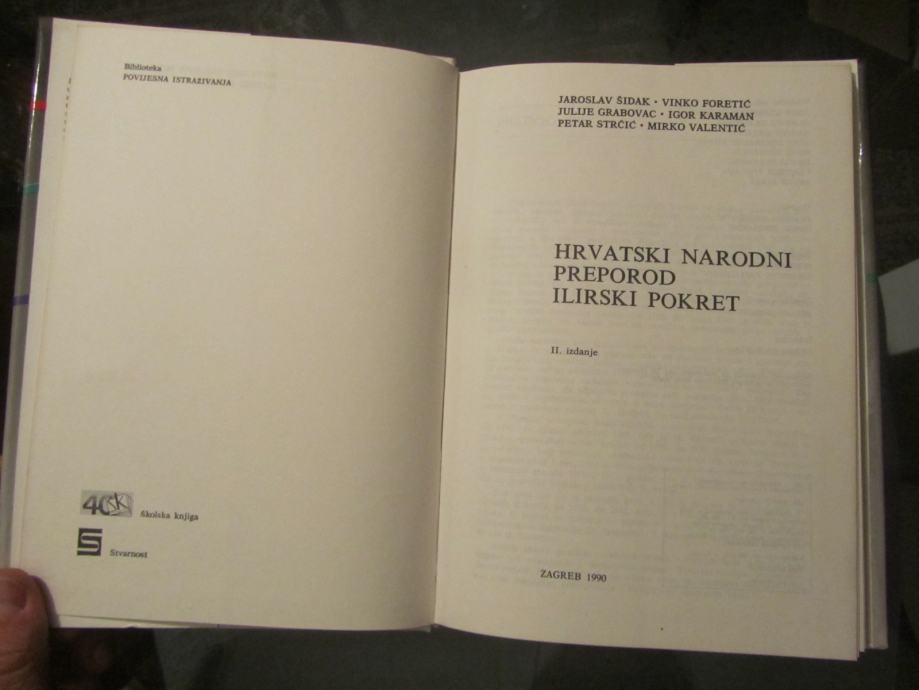 Biblioteka
POVIJESNA ISTRAŽIVANJA
40 šk
Školska knjiga
S
Stvarnost
JAROSLAV ŠIDAK · VINKO FORETIĆ
JULIJE GRABOVAC · IGOR KARAMAN
PETAR STRČIĆ · MIRKO VALENTIĆ
HRVATSKI NARODNI
PREPOROD
ILIRSKI POKRET
II. izdanje
ZAGREB 1990